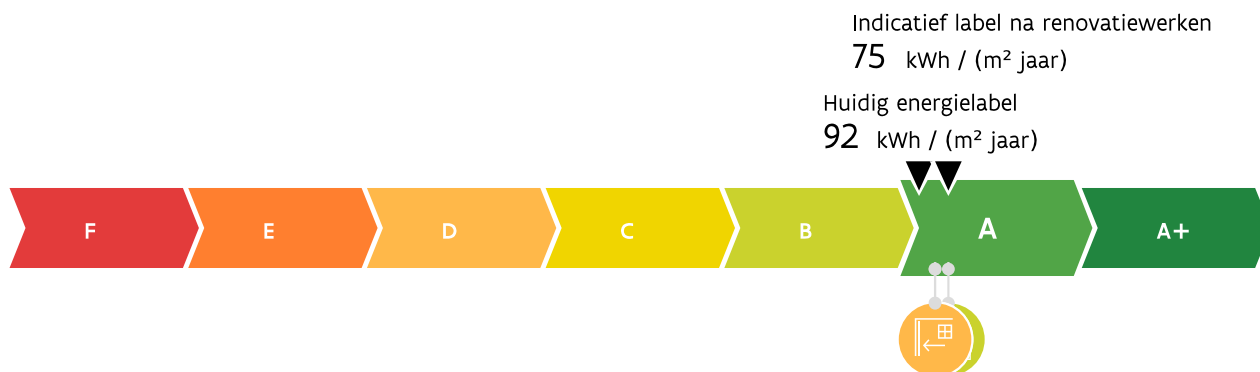 Indicatief label na renovatiewerken
75 kWh / (m² jaar)
Huidig energielabel
92 kWh / (m² jaar)
F E D C B A A+